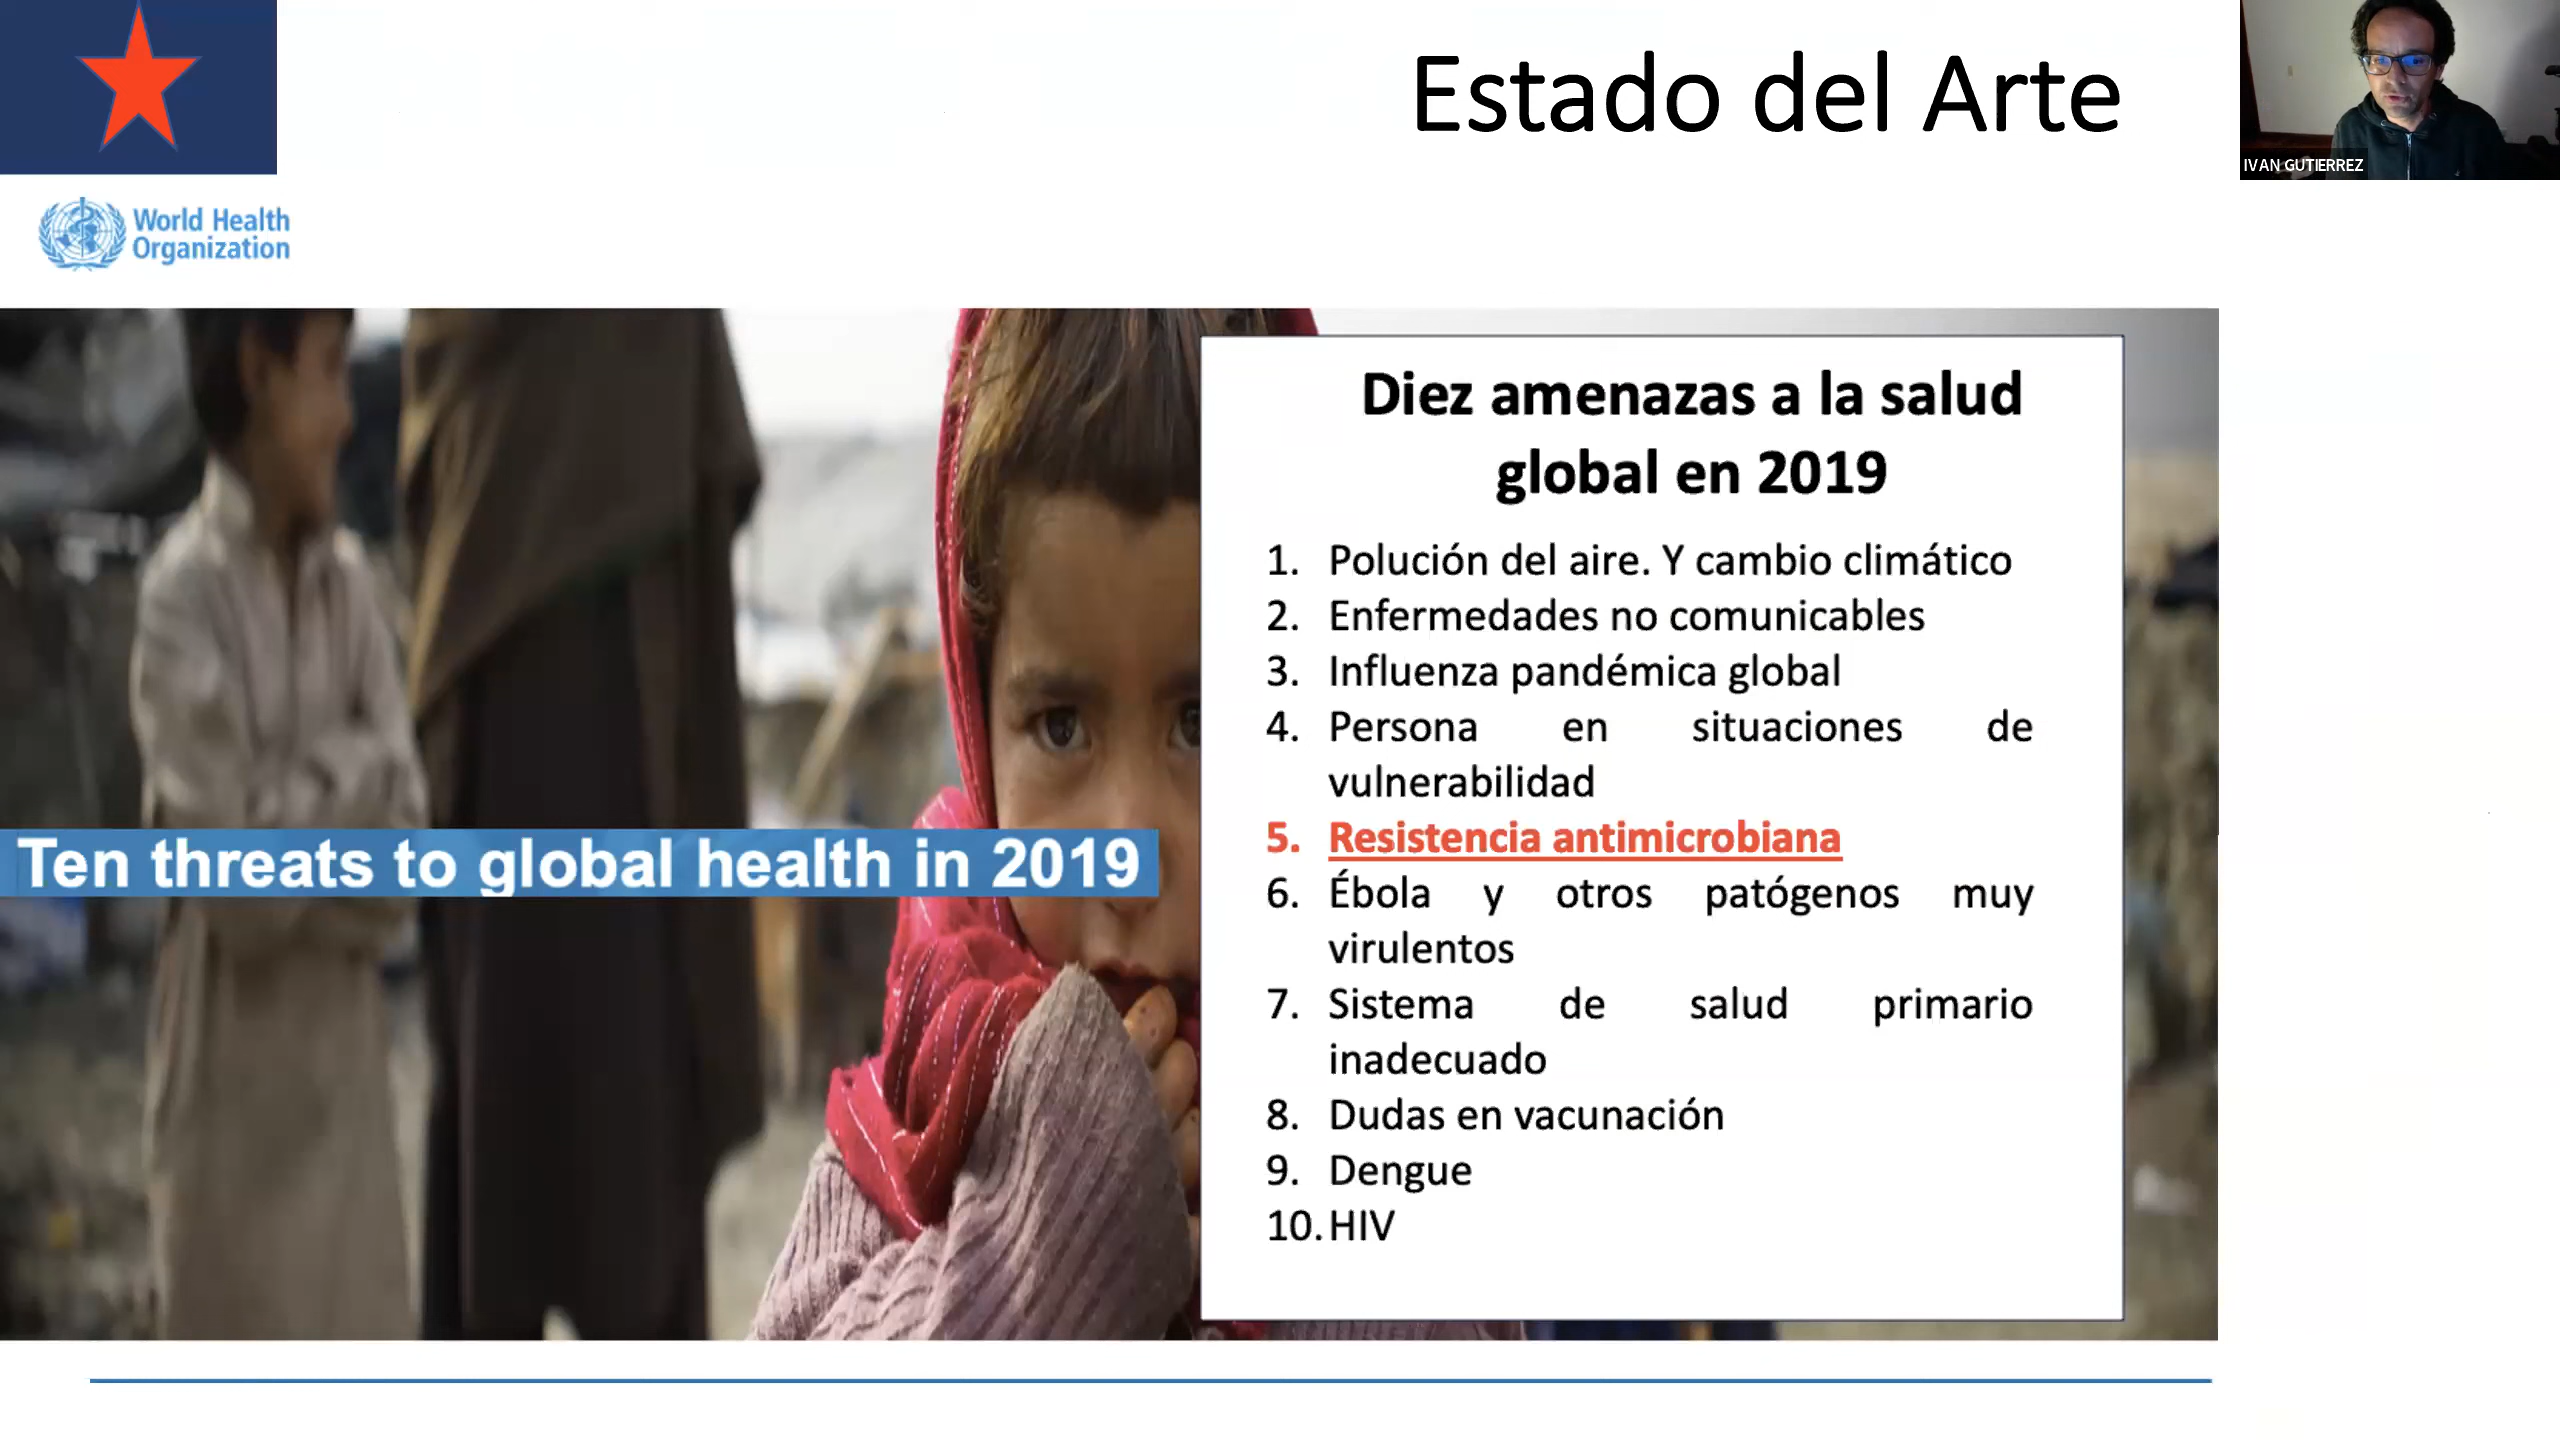 Estado del Arte
IVAN GUTIERREZ
World Health
Organization
Ten threats to global health in 2019
Diez amenazas a la salud
global en 2019
1. Polución del aire. Y cambio climático
2. Enfermedades no comunicables
3. Influenza pandémica global
4. Persona en situaciones de
vulnerabilidad
5. Resistencia antimicrobiana
6. Ébola y otros patógenos muy
virulentos
7. Sistema de salud primario
inadecuado
8. Dudas en vacunación
9. Dengue
10. HIV